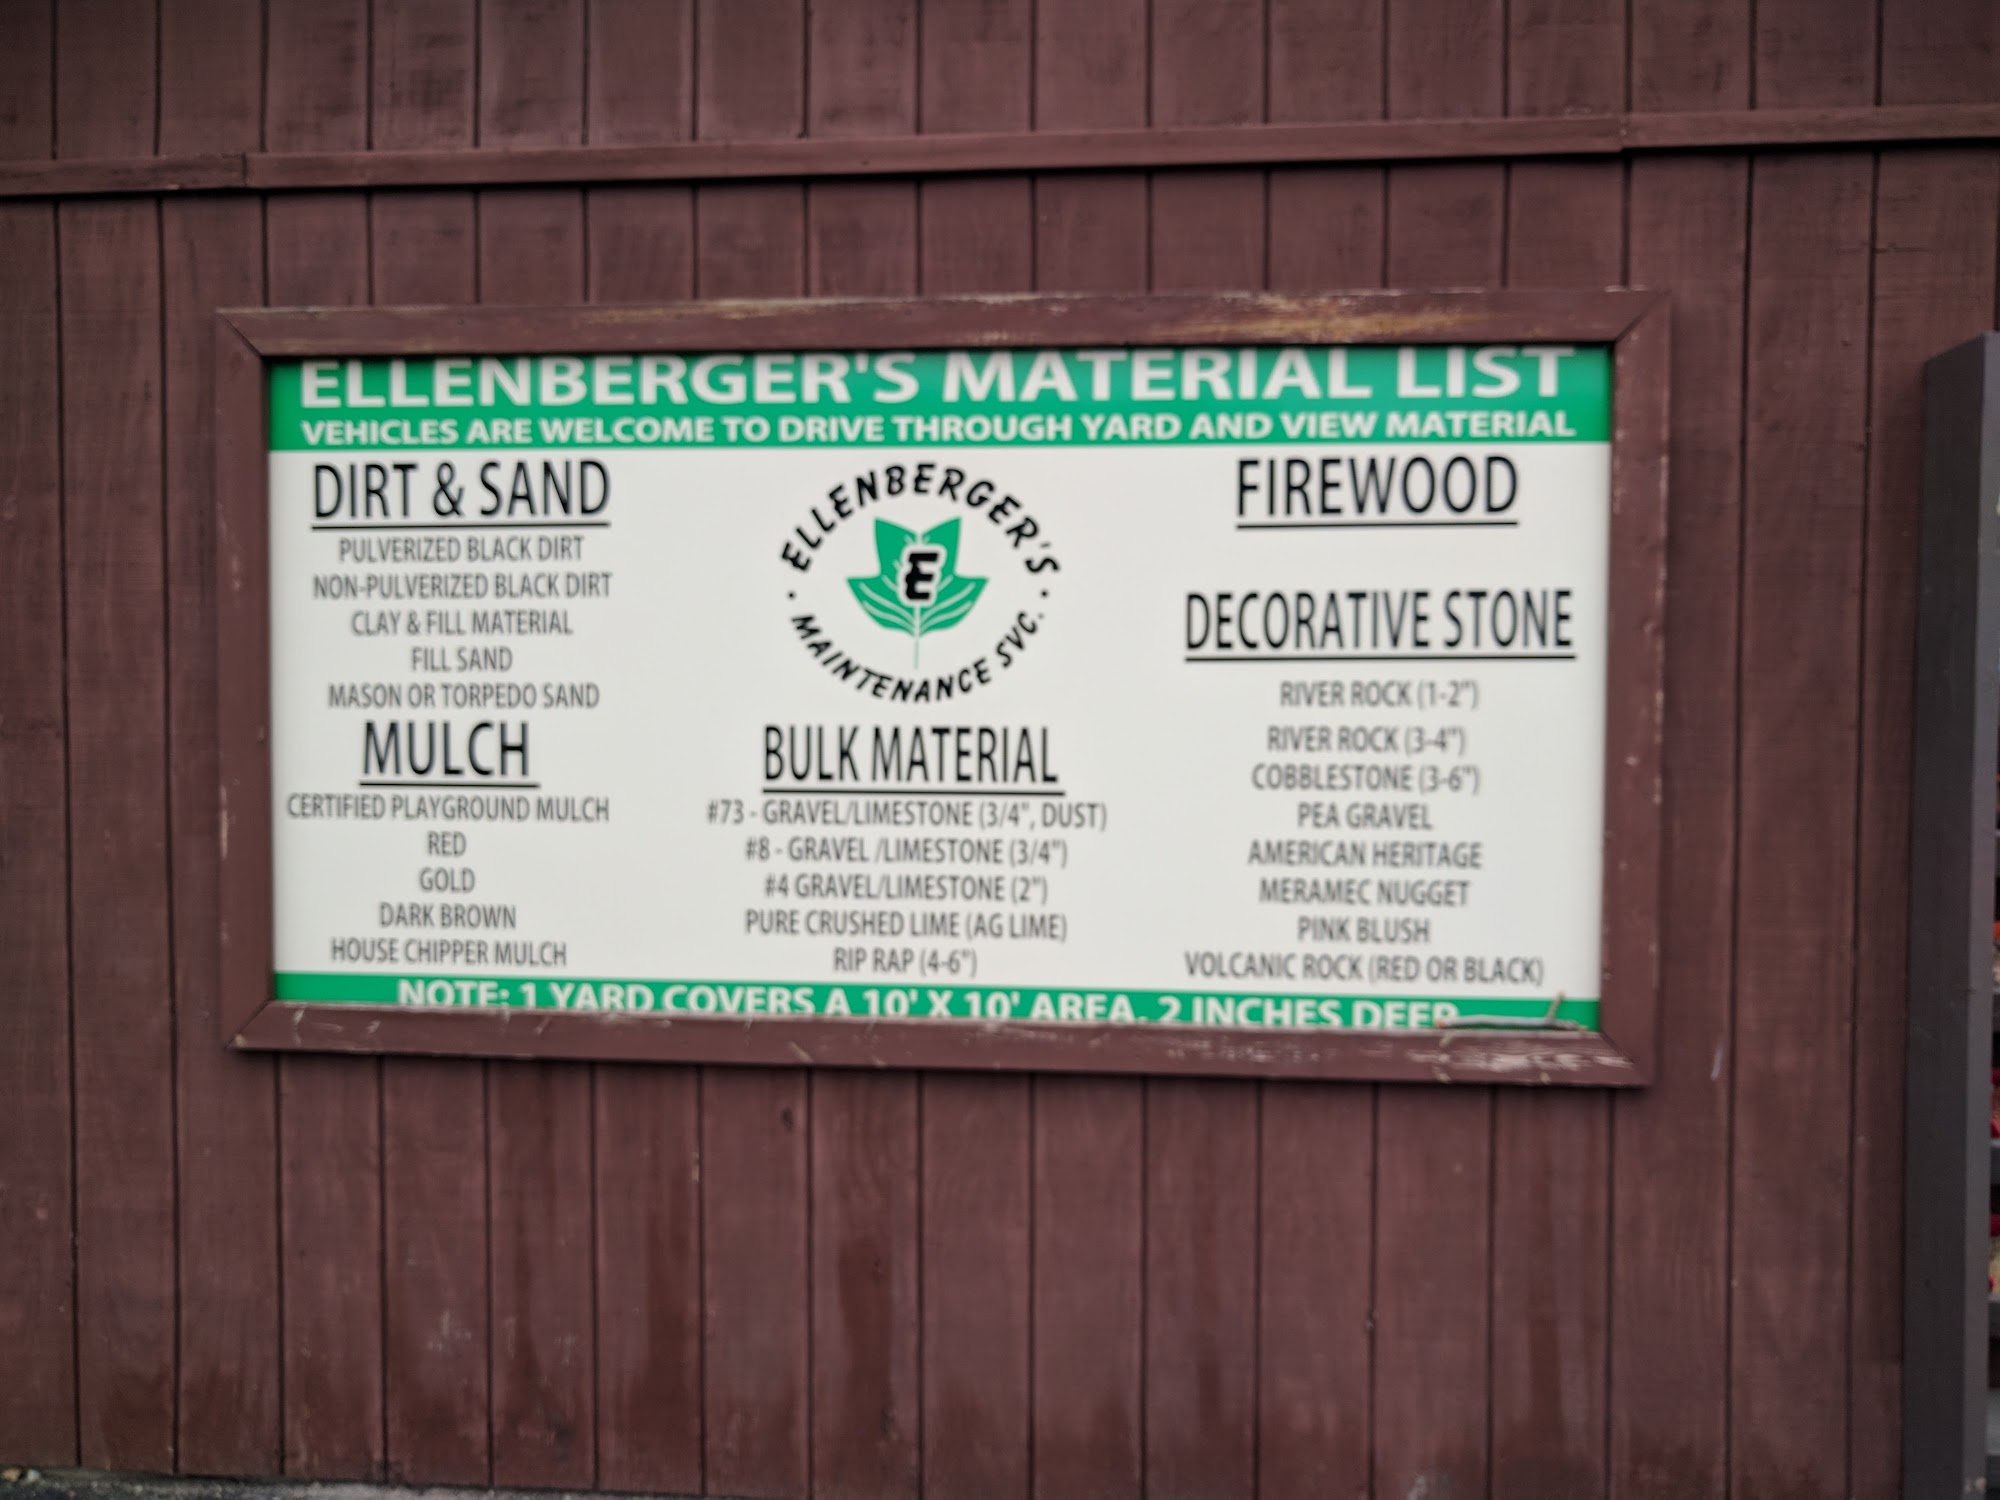 ELLENBERGER'S MATERIAL LIST
VEHICLES ARE WELCOME TO DRIVE THROUGH YARD AND VIEW MATERIAL
DIRT & SAND
PULVERIZED BLACK DIRT
NON-PULVERIZED BLACK DIRT
CLAY & FILL MATERIAL
FILL SAND
MASON OR TORPEDO SAND
MULCH
CERTIFIED PLAYGROUND MULCH
RED
GOLD
DARK BROWN
HOUSE CHIPPER MULCH
ELLENBERGER'S
E
· MAINTENANCE SVC. ·
BULK MATERIAL
#73 - GRAVEL/LIMESTONE (3/4", DUST)
#8 - GRAVEL /LIMESTONE (3/4")
#4 GRAVEL/LIMESTONE (2")
PURE CRUSHED LIME (AG LIME)
RIP RAP (4-6")
FIREWOOD
DECORATIVE STONE
RIVER ROCK (1-2")
RIVER ROCK (3-4")
COBBLESTONE (3-6")
PEA GRAVEL
AMERICAN HERITAGE
MERAMEC NUGGET
PINK BLUSH
VOLCANIC ROCK (RED OR BLACK)
NOTE: 1 YARD COVERS A 10' X 10' AREA, 2 INCHES DEEP